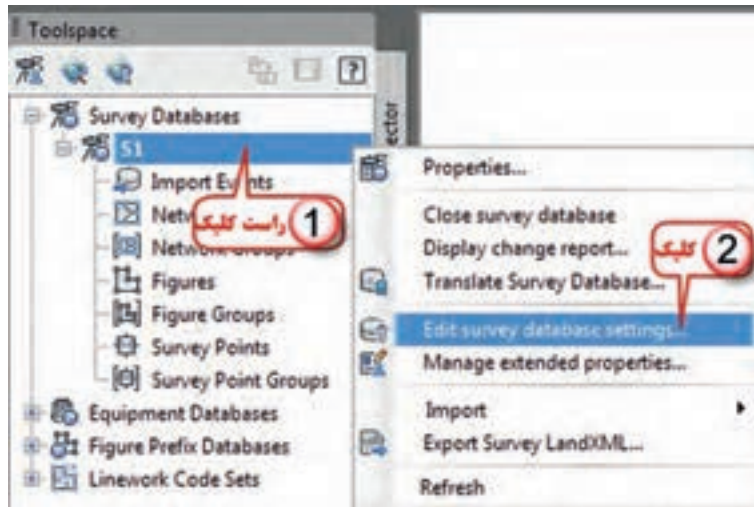 Toolspace
Survey Databases
S1
Import Events
Netw
Network Groups
Figures
Figure Groups
Survey Points
Survey Point Groups
Equipment Databases
Figure Prefix Databases
Linework Code Sets
ector
1 راست کلیک
Properties...
Close survey database
Display change report...
Translate Survey Database...
Edit survey database settings...
Manage extended properties...
Import
Export Survey LandXML...
Refresh
2 کلیک